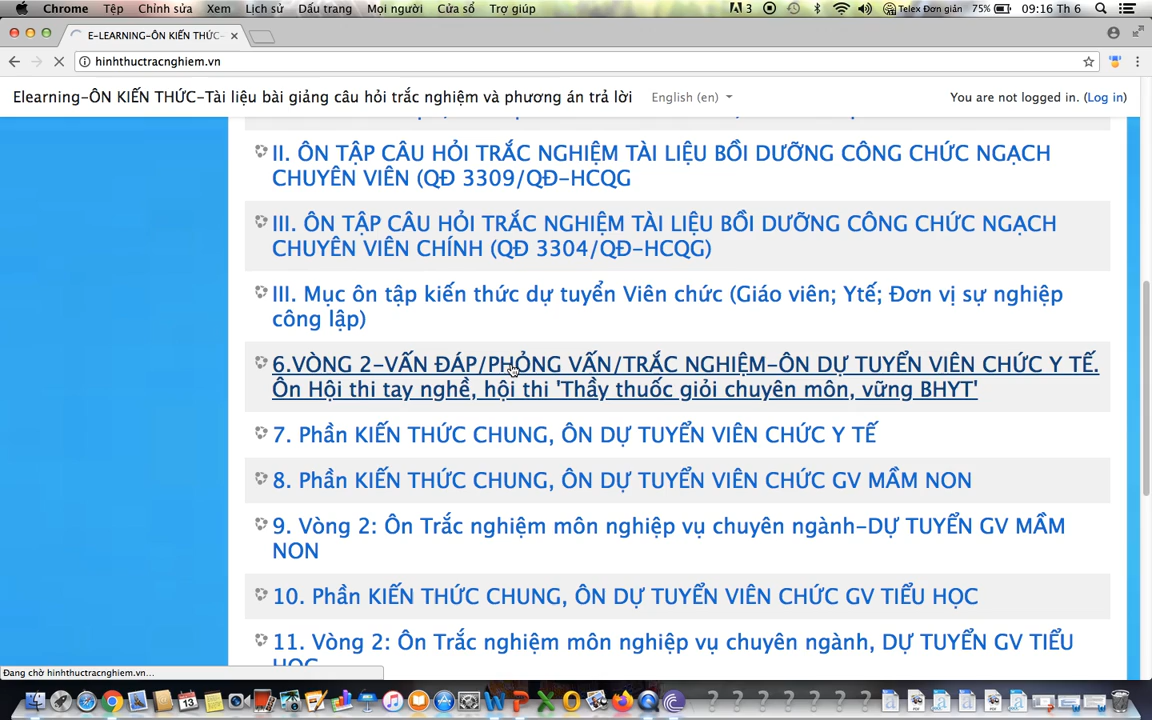 Chrome Tệp Chỉnh sửa Xem Lịch sử Dấu trang Mọi người Cửa sổ Trợ giúp 3 Telex Đơn giản 75% 09:16 Th 6
E-LEARNING-ÔN KIẾN THỨC-
hinhthuctracnghiem.vn
Elearning-ÔN KIẾN THỨC-Tài liệu bài giảng câu hỏi trắc nghiệm và phương án trả lời English (en) You are not logged in. (Log in)
II. ÔN TẬP CÂU HỎI TRẮC NGHIỆM TÀI LIỆU BỒI DƯỠNG CÔNG CHỨC NGẠCH
CHUYÊN VIÊN (QĐ 3309/QĐ-HCQG
III. ÔN TẬP CÂU HỎI TRẮC NGHIỆM TÀI LIỆU BỒI DƯỠNG CÔNG CHỨC NGẠCH
CHUYÊN VIÊN CHÍNH (QĐ 3304/QĐ-HCQG)
III. Mục ôn tập kiến thức dự tuyển Viên chức (Giáo viên; Ytế; Đơn vị sự nghiệp
công lập)
6.VÒNG 2-VẤN ĐÁP/PHỎNG VẤN/TRẮC NGHIỆM-ÔN DỰ TUYỂN VIÊN CHỨC Y TẾ.
Ôn Hội thi tay nghề, hội thi 'Thầy thuốc giỏi chuyên môn, vững BHYT'
7. Phần KIẾN THỨC CHUNG, ÔN DỰ TUYỂN VIÊN CHỨC Y TẾ
8. Phần KIẾN THỨC CHUNG, ÔN DỰ TUYỂN VIÊN CHỨC GV MẦM NON
9. Vòng 2: Ôn Trắc nghiệm môn nghiệp vụ chuyên ngành-DỰ TUYỂN GV MẦM
NON
10. Phần KIẾN THỨC CHUNG, ÔN DỰ TUYỂN VIÊN CHỨC GV TIỂU HỌC
11. Vòng 2: Ôn Trắc nghiệm môn nghiệp vụ chuyên ngành, DỰ TUYỂN GV TIỂU
HỌC
Đang chờ hinhthuctracnghiem.vn...